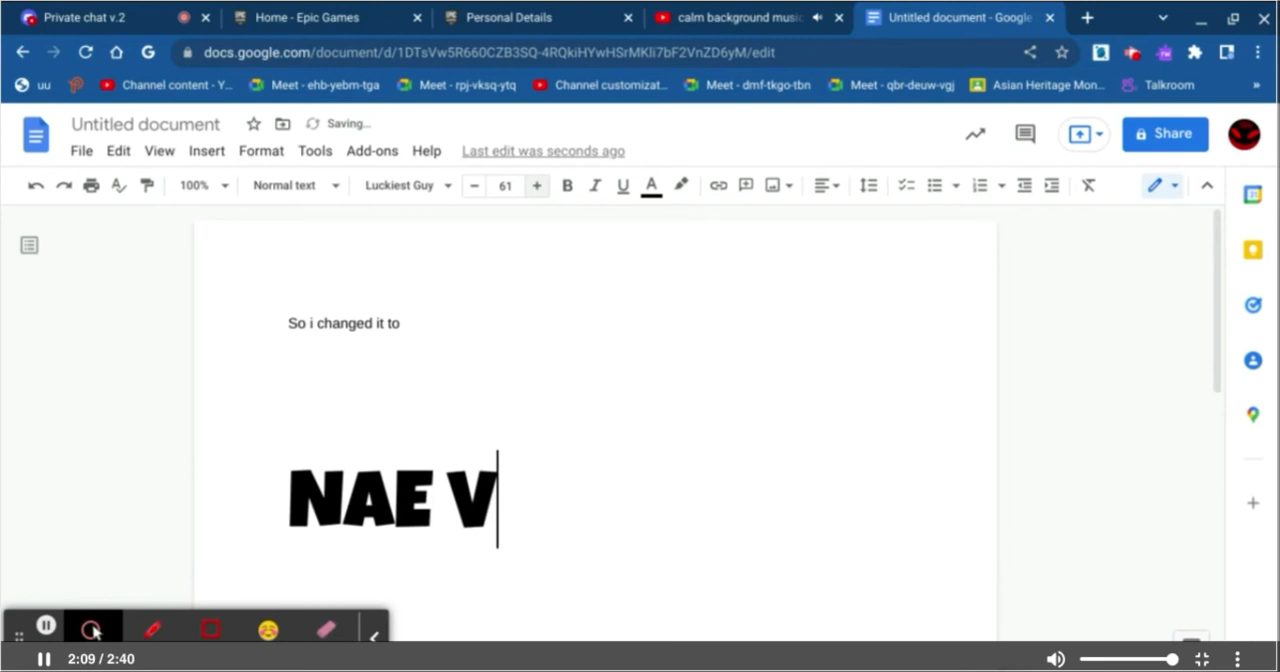 Private chat v.2
Home - Epic Games
Personal Details
calm background music
Untitled document - Google
docs.google.com/document/d/1DTsVw5R660CZB3SQ-4RQkiHYwHSrMKIi7bF2VnZD6yM/edit
uu
Channel content - Y...
Meet - ehb-yebm-tga
Meet - rpj-vksq-ytq
Channel customizat...
Meet - dmf-tkgo-tbn
Meet - qbr-deuw-vgj
Asian Heritage Mon...
Talkroom
»
Untitled document
Saving...
File Edit View Insert Format Tools Add-ons Help Last edit was seconds ago
Share
100% Normal text Luckiest Guy - 61 + B I U A
So i changed it to
NAE V
2:09 / 2:40